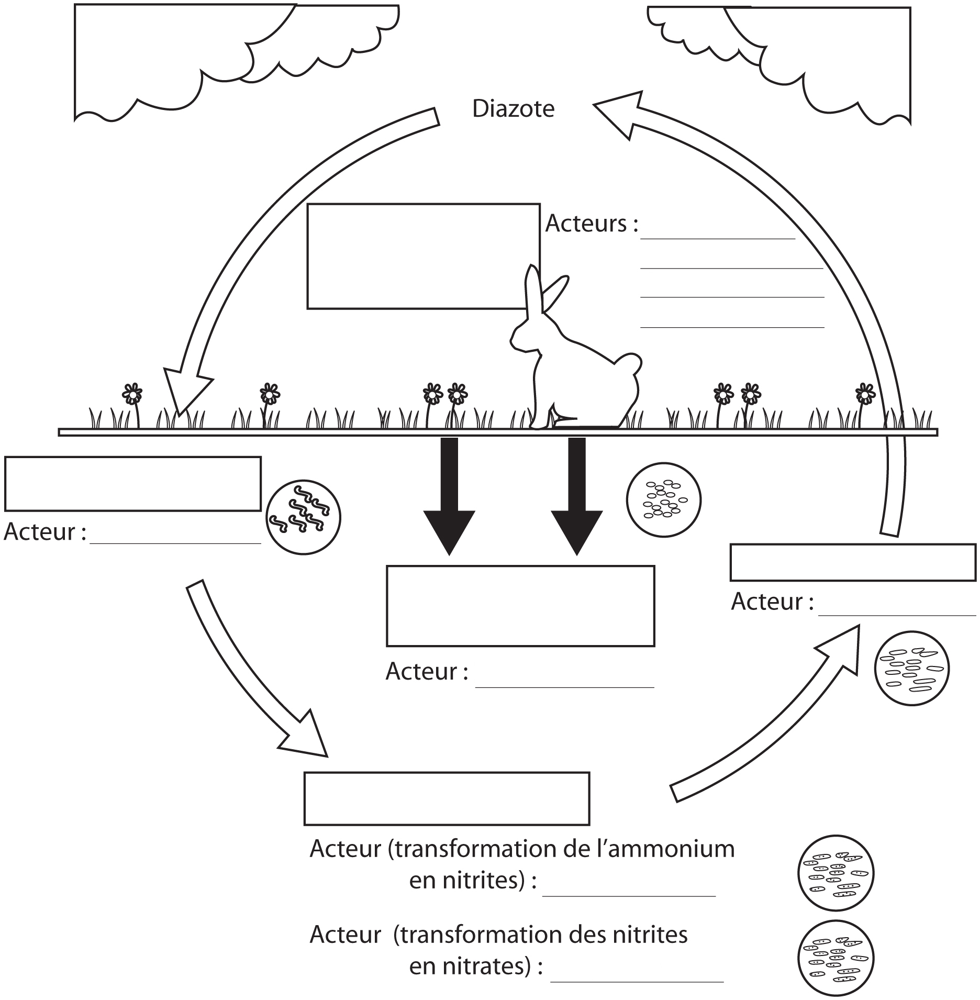 Diazote
Acteurs :
Acteur :
Acteur :
Acteur :
Acteur (transformation de l’ammonium
en nitrites) :
Acteur (transformation des nitrites
en nitrates) :